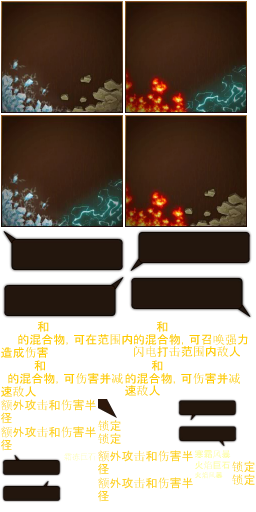 和
的混合物，可在范围内
造成伤害
和
的混合物，可召唤强力
闪电打击范围内敌人
和
的混合物，可伤害并减
速敌人
和
的混合物，可伤害并减
速敌人
额外攻击和伤害半
径
额外攻击和伤害半
径
锁定
锁定
额外攻击和伤害半
径
额外攻击和伤害半
径
锁定
锁定